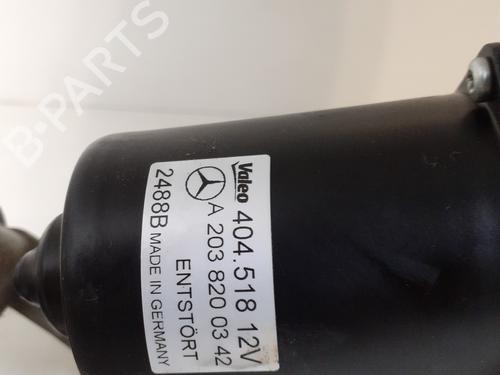 Valeo 404.518 12V
A 203 820 03 42
2488B MADE IN GERMANY
ENTSTÖRT
B-PARTS